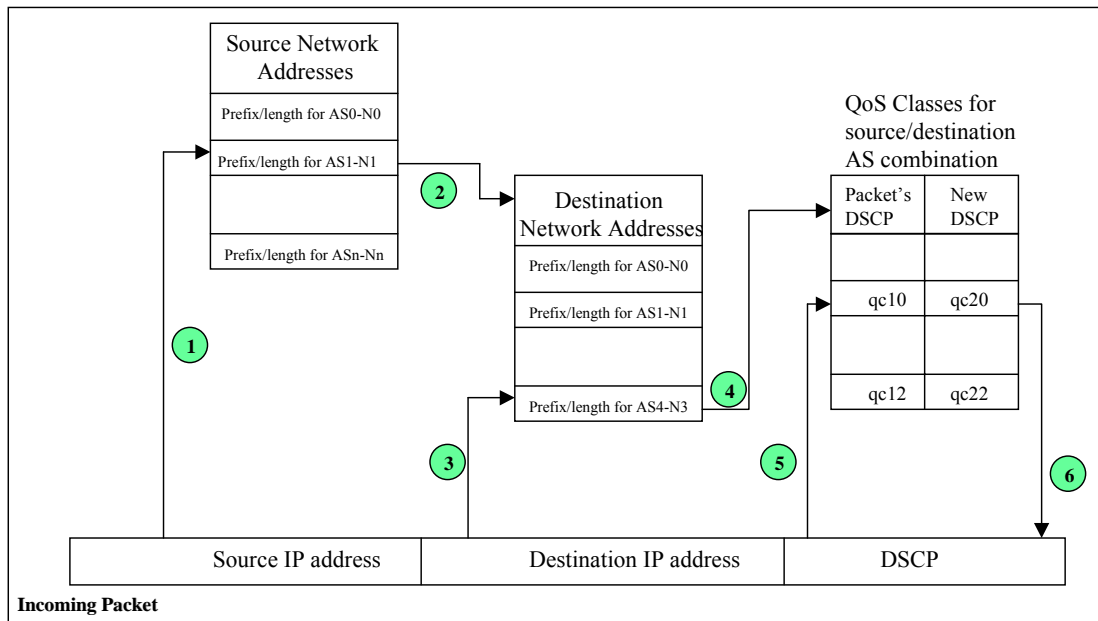 Source Network
Addresses
Prefix/length for AS0-N0
Prefix/length for AS1-N1
Prefix/length for ASn-Nn
1
2
Destination
Network Addresses
Prefix/length for AS0-N0
Prefix/length for AS1-N1
Prefix/length for AS4-N3
3
4
QoS Classes for
source/destination
AS combination
Packet's DSCP
New DSCP
qc10 qc20
qc12 qc22
5
6
Source IP address
Destination IP address
DSCP
Incoming Packet